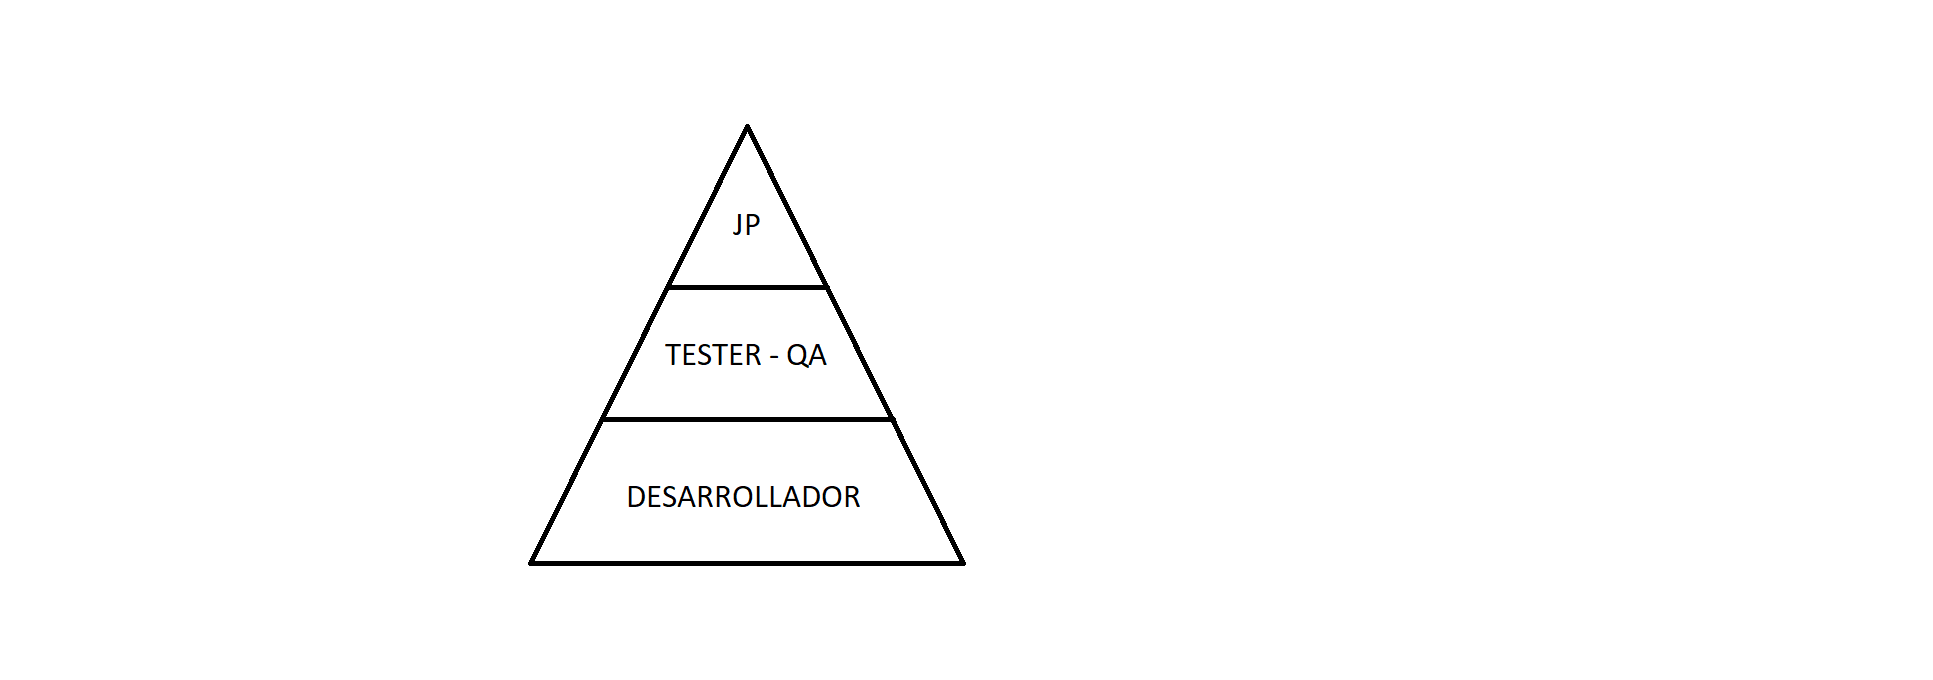 JP
TESTER - QA
DESARROLLADOR